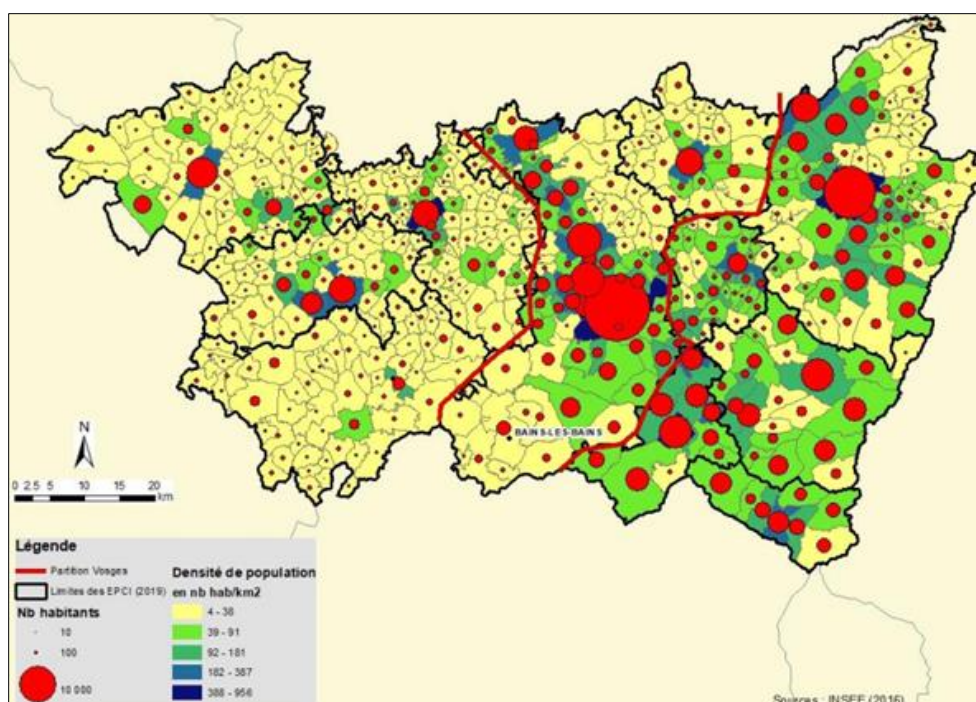 BAINS-LES-BAINS
N
0 2,5 5 10 15 20
km
Légende
Partition Vosges
Limites des EPCI (2019)
Nb habitants
10
100
10 000
Densité de population
en nb hab/km2
4 - 38
39 - 91
92 - 181
182 - 387
388 - 956
Sources : INSEE (2016)